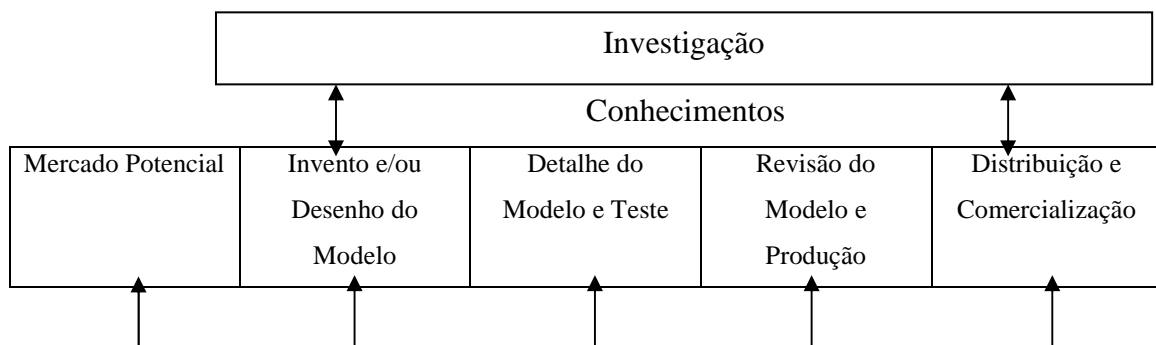 Investigação
Conhecimentos
Mercado Potencial
Invento e/ou
Desenho do
Modelo
Detalhe do
Modelo e Teste
Revisão do
Modelo e
Produção
Distribuição e
Comercialização